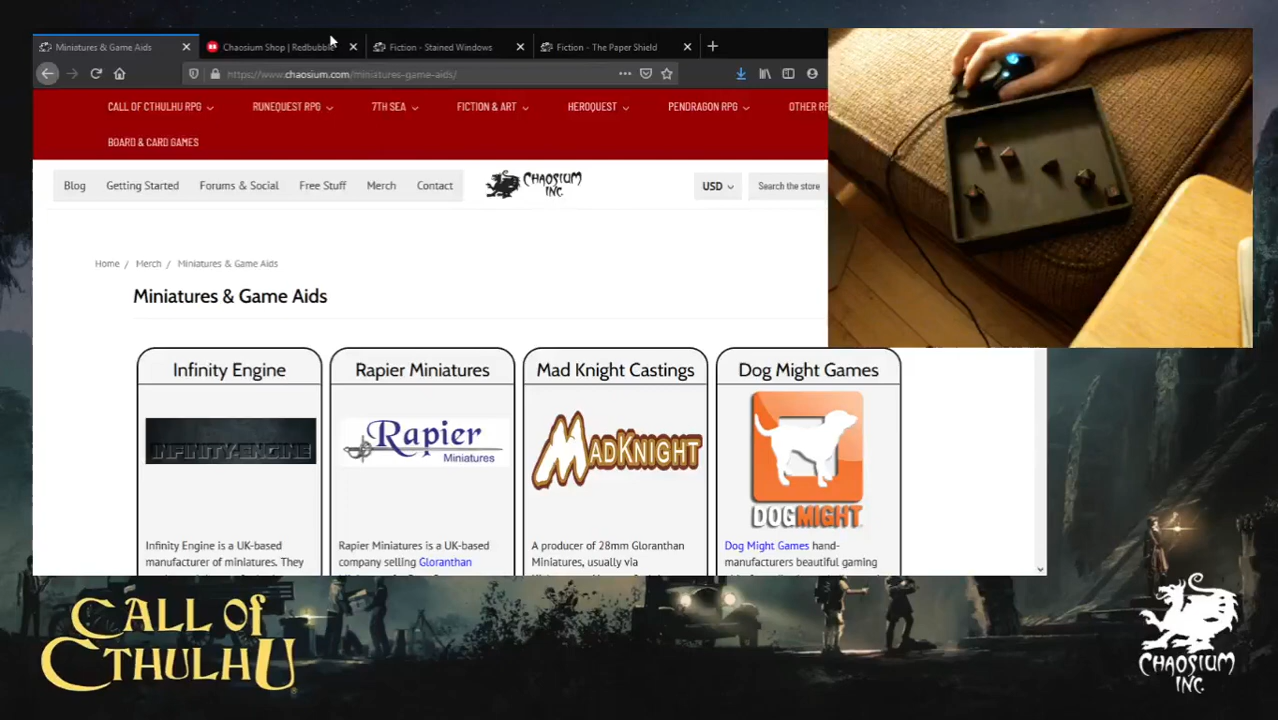 Miniatures & Game Aids
Chaosium Shop | Redbubble
Fiction - Stained Windows
Fiction - The Paper Shield
https://www.chaosium.com/miniatures-game-aids/
CALL OF CTHULHU RPG
RUNEQUEST RPG
7TH SEA
FICTION & ART
HEROQUEST
PENDRAGON RPG
OTHER RP
BOARD & CARD GAMES
Blog
Getting Started
Forums & Social
Free Stuff
Merch
Contact
CHAOSIUM INC.
USD
Search the store
Home / Merch / Miniatures & Game Aids
Miniatures & Game Aids
Infinity Engine
Rapier Miniatures
Mad Knight Castings
Dog Might Games
INFINITY ENGINE
Rapier
Miniatures
MADKNIGHT
DOGMIGHT
Infinity Engine is a UK-based
manufacturer of miniatures. They
Rapier Miniatures is a UK-based
company selling Gloranthan
A producer of 28mm Gloranthan
Miniatures, usually via
Dog Might Games hand-
manufacturers beautiful gaming
CALL OF
CTHULHU
CHAOSIUM
INC.